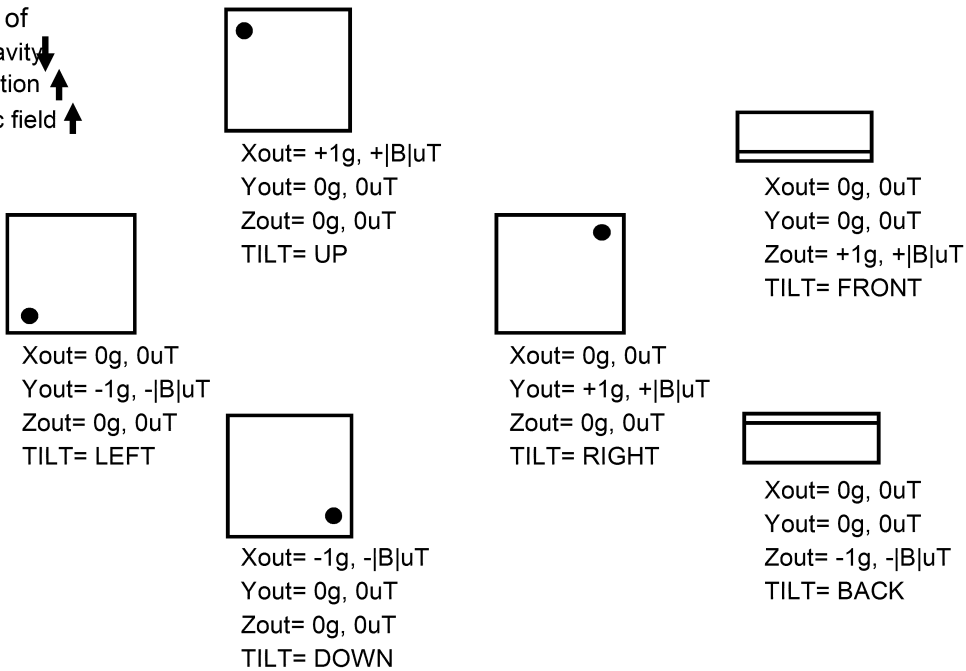 of
avity
tion
c field
Xout= +1g, +|B|uT
Yout= 0g, 0uT
Zout= 0g, 0uT
TILT= UP
Xout= 0g, 0uT
Yout= -1g, -|B|uT
Zout= 0g, 0uT
TILT= LEFT
Xout= -1g, -|B|uT
Yout= 0g, 0uT
Zout= 0g, 0uT
TILT= DOWN
Xout= 0g, 0uT
Yout= +1g, +|B|uT
Zout= 0g, 0uT
TILT= RIGHT
Xout= 0g, 0uT
Yout= 0g, 0uT
Zout= +1g, +|B|uT
TILT= FRONT
Xout= 0g, 0uT
Yout= 0g, 0uT
Zout= -1g, -|B|uT
TILT= BACK